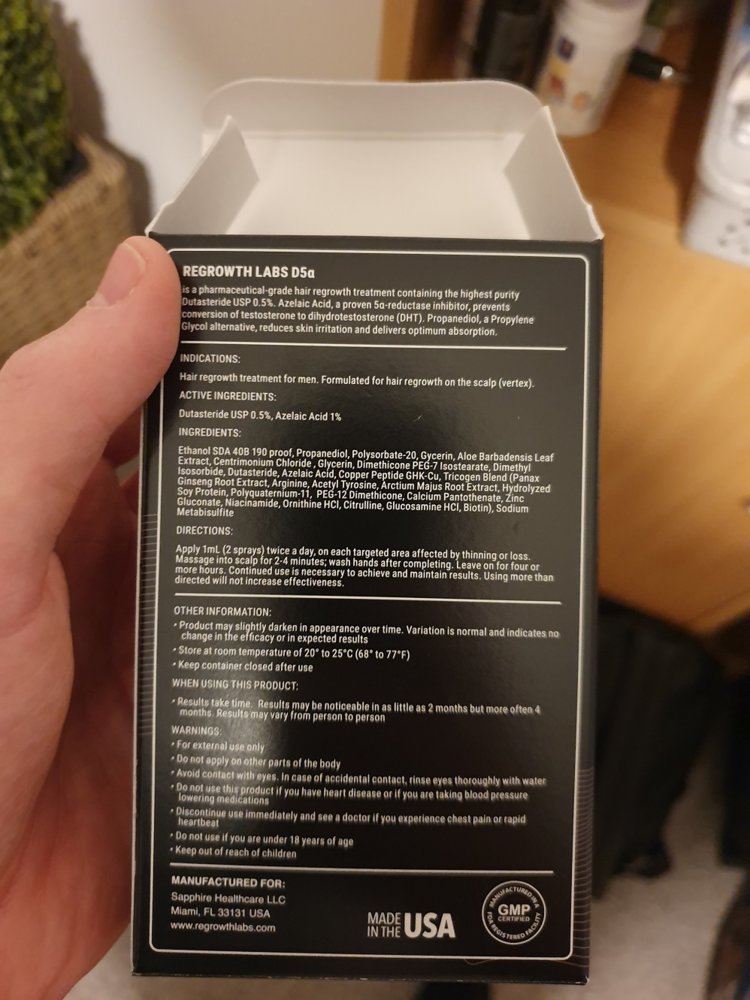 REGROWTH LABS D5α
is a pharmaceutical-grade hair regrowth treatment containing the highest purity
Dutasteride USP 0.5%. Azelaic Acid, a proven 5α-reductase inhibitor, prevents
conversion of testosterone to dihydrotestosterone (DHT). Propanediol, a Propylene
Glycol alternative, reduces skin irritation and delivers optimum absorption.
INDICATIONS:
Hair regrowth treatment for men. Formulated for hair regrowth on the scalp (vertex).
ACTIVE INGREDIENTS:
Dutasteride USP 0.5%, Azelaic Acid 1%
INGREDIENTS:
Ethanol SDA 40B 190 proof, Propanediol, Polysorbate-20, Gycerin, Aloe Barbadensis Leaf
Extract, Centrimonium Chloride , Glycerin, Dimethicone PEG-7 Isostearate, Dimethyl
Isosorbide, Dutasteride, Azelaic Acid, Copper Peptide GHK-Cu, Tricogen Blend (Panax
Ginseng Root Extract, Arginine, Acetyl Tyrosine, Arctium Majus Root Extract, Hydrolyzed
Soy Protein, Polyquaternium-11, PEG-12 Dimethicone, Calcium Pantothenate, Zinc
Gluconate, Niacinamide, Ornithine HCl, Citrulline, Glucosamine HCl, Biotin), Sodium
Metabisulfite
DIRECTIONS:
Apply 1mL (2 sprays) twice a day, on each targeted area affected by thinning or loss.
Massage into scalp for 2-4 minutes; wash hands after completing. Leave on for four or
more hours. Continued use is necessary to achieve and maintain results. Using more than
directed will not increase effectiveness.
OTHER INFORMATION:
• Product may slightly darken in appearance over time. Variation is normal and indicates no
change in the efficacy or in expected results
• Store at room temperature of 20° to 25°C (68° to 77°F)
• Keep container closed after use
WHEN USING THIS PRODUCT:
• Results take time. Results may be noticeable in as little as 2 months but more often 4
months. Results may vary from person to person
WARNINGS:
• For external use only
• Do not apply on other parts of the body
• Avoid contact with eyes. In case of accidental contact, rinse eyes thoroughly with water
• Do not use this product if you have heart disease or if you are taking blood pressure
lowering medications
• Discontinue use immediately and see a doctor if you experience chest pain or rapid
heartbeat
• Do not use if you are under 18 years of age
• Keep out of reach of children
MANUFACTURED FOR:
Sapphire Healthcare LLC
Miami, FL 33131 USA
www.regrowthlabs.com
MADE
IN THE USA
MANUFACTURED IN A
GMP
CERTIFIED
FDA REGISTERED FACILITY